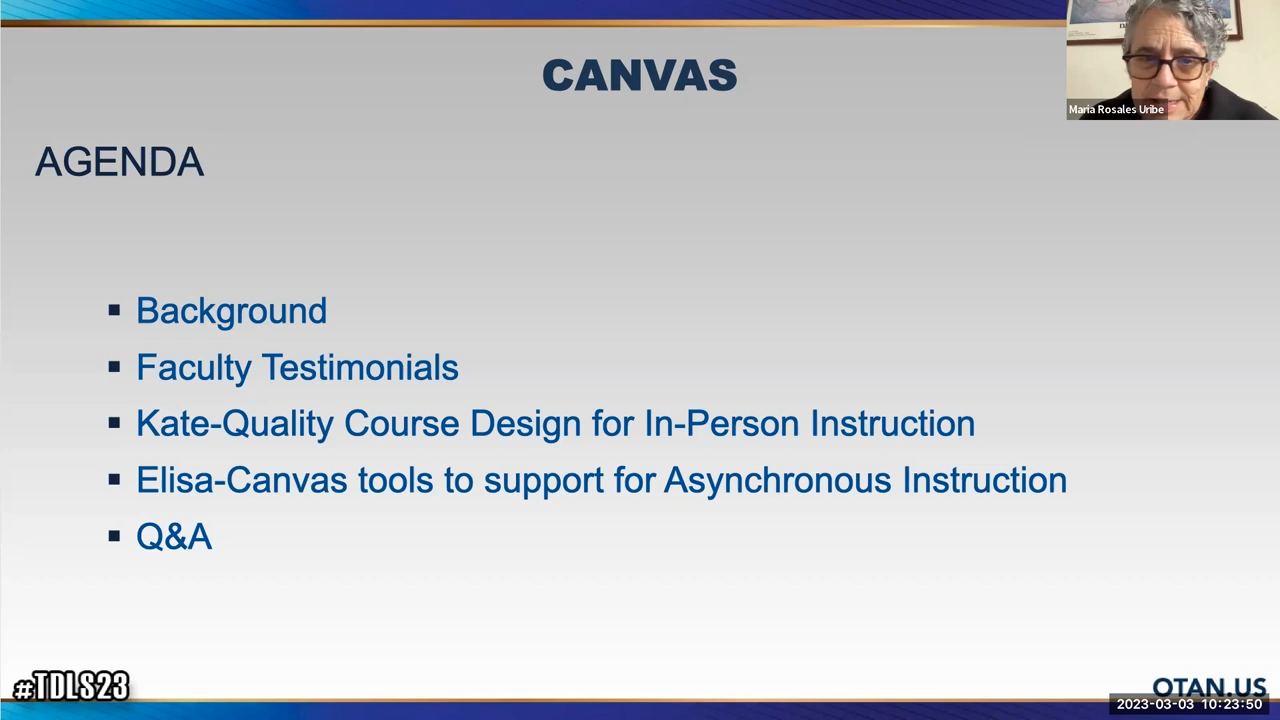 CANVAS
Maria Rosales Uribe
AGENDA
▪ Background
▪ Faculty Testimonials
▪ Kate-Quality Course Design for In-Person Instruction
▪ Elisa-Canvas tools to support for Asynchronous Instruction
▪ Q&A
#TDLS23
OTAN.US
2023-03-03 10:23:50